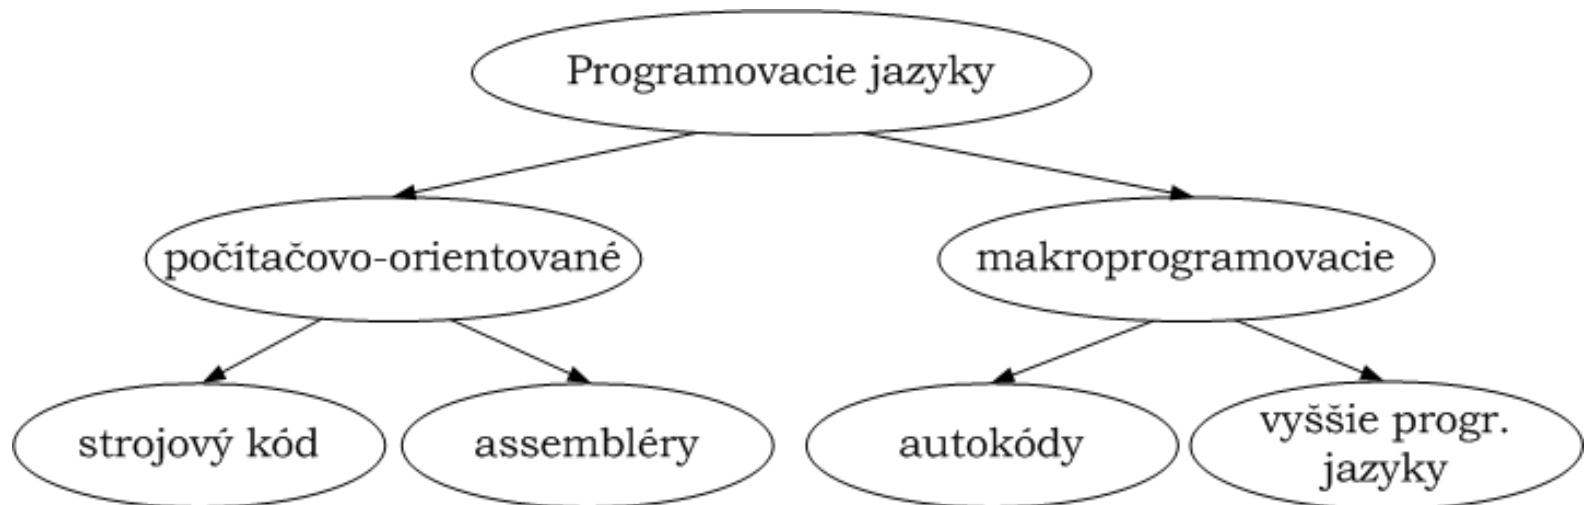 Programovacie jazyky
počítačovo-orientované
makroprogramovacie
strojový kód
assembléry
autokódy
vyššie progr.
jazyky